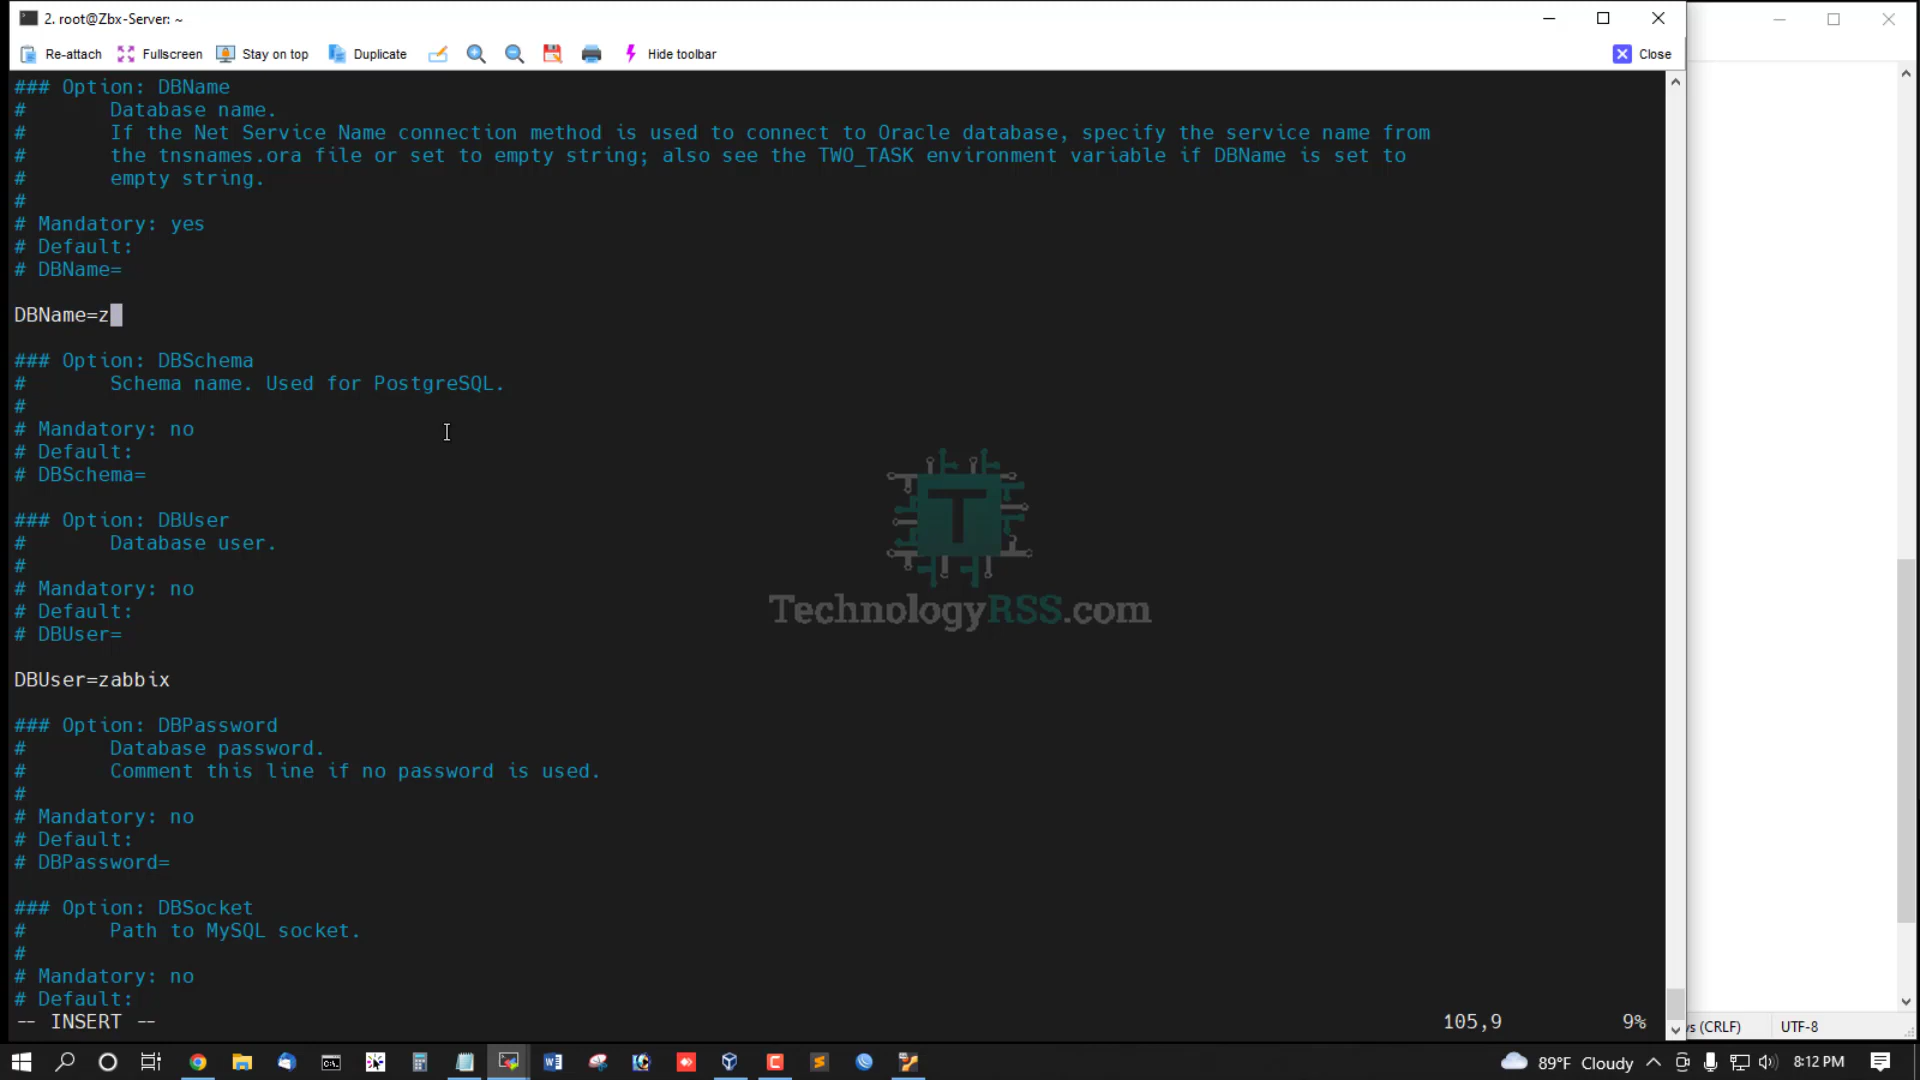 2. root@Zbx-Server: ~
Re-attach Fullscreen Stay on top Duplicate Hide toolbar Close
### Option: DBName
#       Database name.
#       If the Net Service Name connection method is used to connect to Oracle database, specify the service name from
#       the tnsnames.ora file or set to empty string; also see the TWO_TASK environment variable if DBName is set to
#       empty string.
#
# Mandatory: yes
# Default:
# DBName=
DBName=z
### Option: DBSchema
#       Schema name. Used for PostgreSQL.
#
# Mandatory: no
# Default:
# DBSchema=
### Option: DBUser
#       Database user.
#
# Mandatory: no
# Default:
# DBUser=
TechnologyRSS.com
DBUser=zabbix
### Option: DBPassword
#       Database password.
#       Comment this line if no password is used.
#
# Mandatory: no
# Default:
# DBPassword=
### Option: DBSocket
#       Path to MySQL socket.
#
# Mandatory: no
# Default:
-- INSERT -- 105,9 9%
(CRLF) UTF-8
89°F Cloudy 8:12 PM